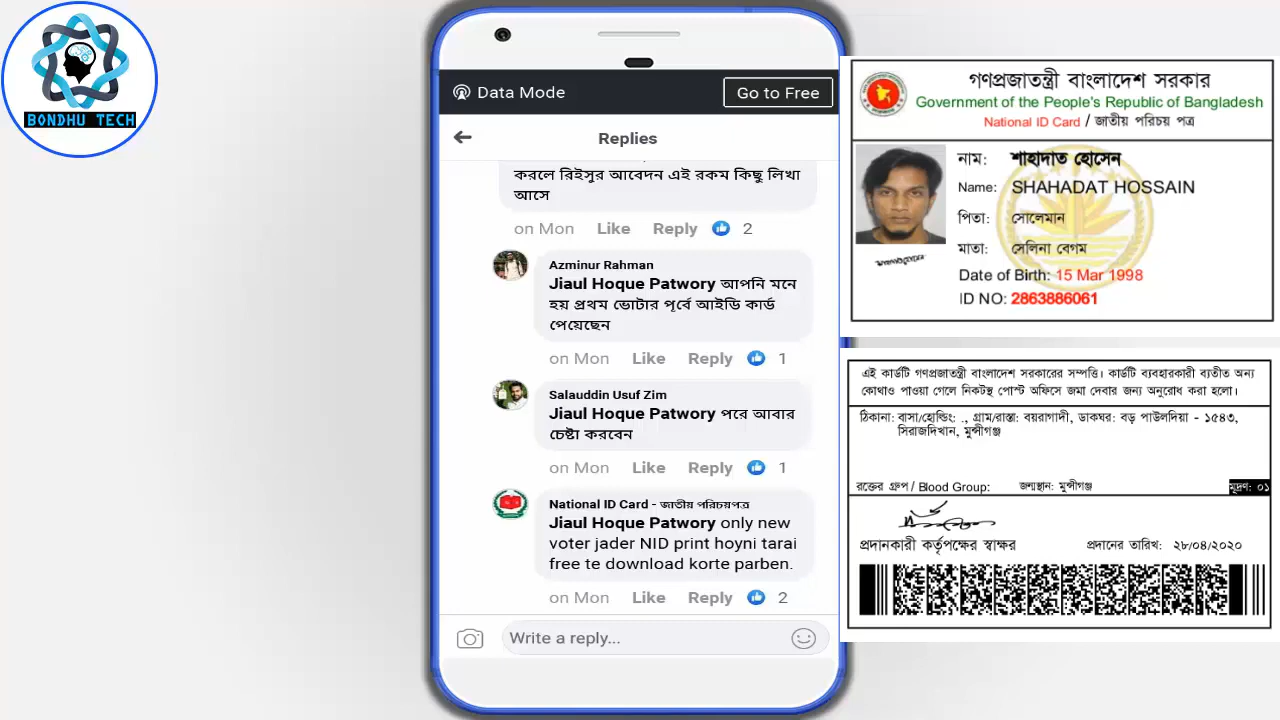 BONDHU TECH
Data Mode
Go to Free
Replies
করলে রিইসুর আবেদন এই রকম কিছু লিখা
আসে
on Mon Like Reply 2
Azminur Rahman
Jiaul Hoque Patwory আপনি মনে
হয় প্রথম ভোটার পূর্বে আইডি কার্ড
পেয়েছেন
on Mon Like Reply 1
Salauddin Usuf Zim
Jiaul Hoque Patwory পরে আবার
চেষ্টা করবেন
on Mon Like Reply 1
National ID Card - জাতীয় পরিচয়পত্র
Jiaul Hoque Patwory only new
voter jader NID print hoyni tarai
free te download korte parben.
on Mon Like Reply 2
Write a reply...
গণপ্রজাতন্ত্রী বাংলাদেশ সরকার
Government of the People's Republic of Bangladesh
National ID Card / জাতীয় পরিচয় পত্র
নাম: শাহাদাত হোসেন
Name: SHAHADAT HOSSAIN
পিতা: সোলেমান
মাতা: সেলিনা বেগম
Date of Birth: 15 Mar 1998
ID NO: 2863886061
এই কার্ডটি গণপ্রজাতন্ত্রী বাংলাদেশ সরকারের সম্পত্তি। কার্ডটি ব্যবহারকারী ব্যতীত অন্য
কোথাও পাওয়া গেলে নিকটস্থ পোস্ট অফিসে জমা দেবার জন্য অনুরোধ করা হলো।
ঠিকানা: বাসা/হোল্ডিং: ., গ্রাম/রাস্তা: বয়রাগাদী, ডাকঘর: বড় পাউলদিয়া - ১৫৪৩,
সিরাজদিখান, মুন্সীগঞ্জ
রক্তের গ্রুপ / Blood Group: জন্মস্থান: মুন্সীগঞ্জ মুদ্রণ: ০১
প্রদানকারী কর্তৃপক্ষের স্বাক্ষর প্রদানের তারিখ: ২৮/০৪/২০২০